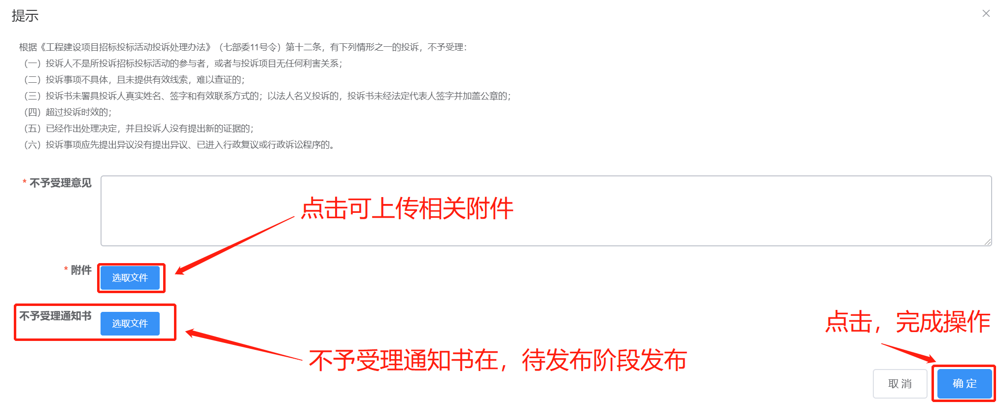 提示
根据《工程建设项目招标投标活动投诉处理办法》（七部委11号令）第十二条，有下列情形之一的投诉，不予受理：
（一）投诉人不是所投诉招标投标活动的参与者，或者与投诉项目无任何利害关系；
（二）投诉事项不具体，且未提供有效线索，难以查证的；
（三）投诉书未署具投诉人真实姓名、签字和有效联系方式的；以法人名义投诉的，投诉书未经法定代表人签字并加盖公章的；
（四）超过投诉时效的；
（五）已经作出处理决定，并且投诉人没有提出新的证据的；
（六）投诉事项应先提出异议没有提出异议、已进入行政复议或行政诉讼程序的。
* 不予受理意见
点击可上传相关附件
* 附件
选取文件
不予受理通知书
选取文件
不予受理通知书在，待发布阶段发布
点击，完成操作
取消
确定